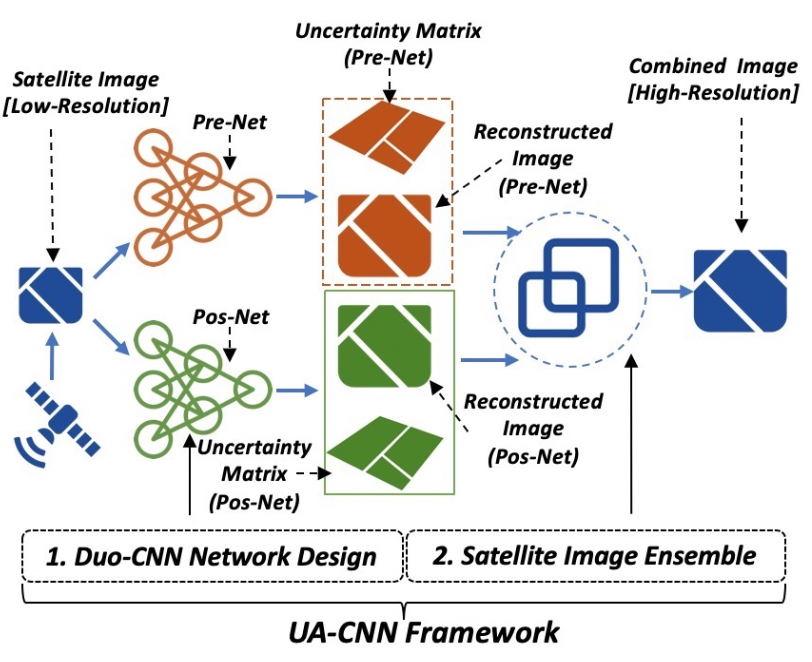 Uncertainty Matrix
(Pre-Net)
Satellite Image
[Low-Resolution]
Combined Image
[High-Resolution]
Pre-Net
Reconstructed
Image
(Pre-Net)
Pos-Net
Reconstructed
Image
(Pos-Net)
Uncertainty
Matrix
(Pos-Net)
1. Duo-CNN Network Design
2. Satellite Image Ensemble
UA-CNN Framework